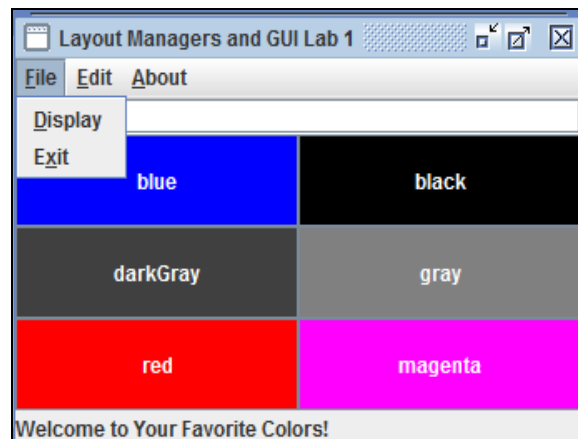 Layout Managers and GUI Lab 1
File Edit About
Display
Exit
blue black
darkGray gray
red magenta
Welcome to Your Favorite Colors!